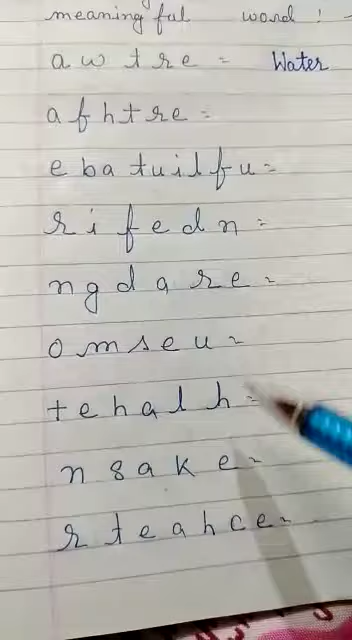 meaningful word :-
a w t r e = Water
a f h t r e =
e b a t u i l f u =
r i f e d n =
n g d a r e =
o m s e u =
t e h a l h =
n s a k e =
r t e a h c e =